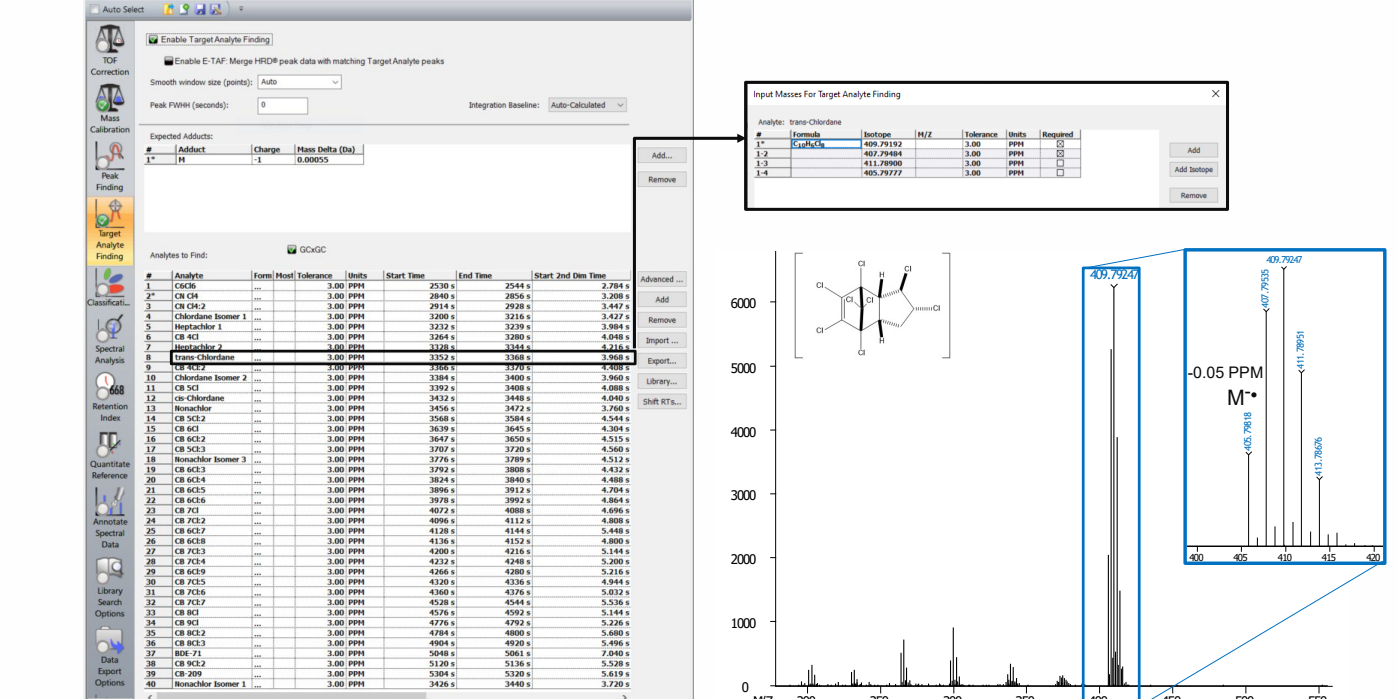 Auto Select
TOF
Correction
Mass
Calibration
Peak
Finding
Target
Analyte
Finding
Classificati...
Spectral
Analysis
668
Retention
Index
Quantitate
Reference
Annotate
Spectral
Data
Library
Search
Options
Data
Export
Options
Enable Target Analyte Finding
Enable E-TAF: Merge HRD® peak data with matching Target Analyte peaks
Smooth window size (points): Auto
Peak FWHH (seconds): 0 Integration Baseline: Auto-Calculated
Expected Adducts:
# Adduct Charge Mass Delta (Da)
1* M -1 0.00055
Add...
Remove
GCxGC
Analytes to Find:
# Analyte Form Most Tolerance Units Start Time End Time Start 2nd Dim Time
1 C6Cl6 ... 3.00 PPM 2530 s 2544 s 2.784 s
2* CN Cl4 ... 3.00 PPM 2840 s 2856 s 3.208 s
3 CN Cl4:2 ... 3.00 PPM 2914 s 2928 s 3.447 s
4 Chlordane Isomer 1 ... 3.00 PPM 3200 s 3216 s 3.427 s
5 Heptachlor 1 ... 3.00 PPM 3232 s 3239 s 3.984 s
6 CB 4Cl ... 3.00 PPM 3264 s 3280 s 4.048 s
7 Heptachlor 2 ... 3.00 PPM 3328 s 3344 s 4.216 s
8 trans-Chlordane ... 3.00 PPM 3352 s 3368 s 3.968 s
9 CB 4Cl:2 ... 3.00 PPM 3366 s 3370 s 4.408 s
10 Chlordane Isomer 2 ... 3.00 PPM 3384 s 3400 s 3.960 s
11 CB 5Cl ... 3.00 PPM 3392 s 3408 s 4.088 s
12 cis-Chlordane ... 3.00 PPM 3432 s 3448 s 4.040 s
13 Nonachlor ... 3.00 PPM 3456 s 3472 s 3.760 s
14 CB 5Cl:2 ... 3.00 PPM 3568 s 3584 s 4.544 s
15 CB 6Cl ... 3.00 PPM 3639 s 3645 s 4.304 s
16 CB 6Cl:2 ... 3.00 PPM 3647 s 3650 s 4.515 s
17 CB 5Cl:3 ... 3.00 PPM 3707 s 3720 s 4.560 s
18 Nonachlor Isomer 3 ... 3.00 PPM 3776 s 3789 s 4.512 s
19 CB 6Cl:3 ... 3.00 PPM 3792 s 3808 s 4.432 s
20 CB 6Cl:4 ... 3.00 PPM 3824 s 3840 s 4.488 s
21 CB 6Cl:5 ... 3.00 PPM 3896 s 3912 s 4.704 s
22 CB 6Cl:6 ... 3.00 PPM 3978 s 3992 s 4.864 s
23 CB 7Cl ... 3.00 PPM 4072 s 4088 s 4.696 s
24 CB 7Cl:2 ... 3.00 PPM 4096 s 4112 s 4.808 s
25 CB 6Cl:7 ... 3.00 PPM 4128 s 4144 s 5.448 s
26 CB 6Cl:8 ... 3.00 PPM 4136 s 4152 s 4.800 s
27 CB 7Cl:3 ... 3.00 PPM 4200 s 4216 s 5.144 s
28 CB 7Cl:4 ... 3.00 PPM 4232 s 4248 s 5.200 s
29 CB 6Cl:9 ... 3.00 PPM 4266 s 4280 s 5.216 s
30 CB 7Cl:5 ... 3.00 PPM 4320 s 4336 s 4.944 s
31 CB 7Cl:6 ... 3.00 PPM 4360 s 4376 s 5.032 s
32 CB 7Cl:7 ... 3.00 PPM 4528 s 4544 s 5.536 s
33 CB 8Cl ... 3.00 PPM 4576 s 4592 s 5.144 s
34 CB 9Cl ... 3.00 PPM 4776 s 4792 s 5.226 s
35 CB 8Cl:2 ... 3.00 PPM 4784 s 4800 s 5.680 s
36 CB 8Cl:3 ... 3.00 PPM 4904 s 4920 s 5.496 s
37 BDE-71 ... 3.00 PPM 5048 s 5061 s 7.040 s
38 CB 9Cl:2 ... 3.00 PPM 5120 s 5136 s 5.528 s
39 CB-209 ... 3.00 PPM 5304 s 5320 s 5.619 s
40 Nonachlor Isomer 1 ... 3.00 PPM 3426 s 3440 s 3.720 s
Advanced ...
Add
Remove
Import ...
Export...
Library...
Shift RTs...
Input Masses For Target Analyte Finding
Analyte: trans-Chlordane
# Formula Isotope M/Z Tolerance Units Required
1* C10H6Cl8 409.79192 3.00 PPM
1-2 407.79484 3.00 PPM
1-3 411.78900 3.00 PPM
1-4 405.79777 3.00 PPM
Add
Add Isotope
Remove
Cl
H
Cl
Cl
Cl
Cl
Cl
Cl
H
Cl
409.79247
6000
5000
4000
3000
2000
1000
0
M/Z 200 250 300 350 400 450 500 550
409.79247
407.79535
411.78951
-0.05 PPM
M-•
405.79818
413.78676
400 405 410 415 420